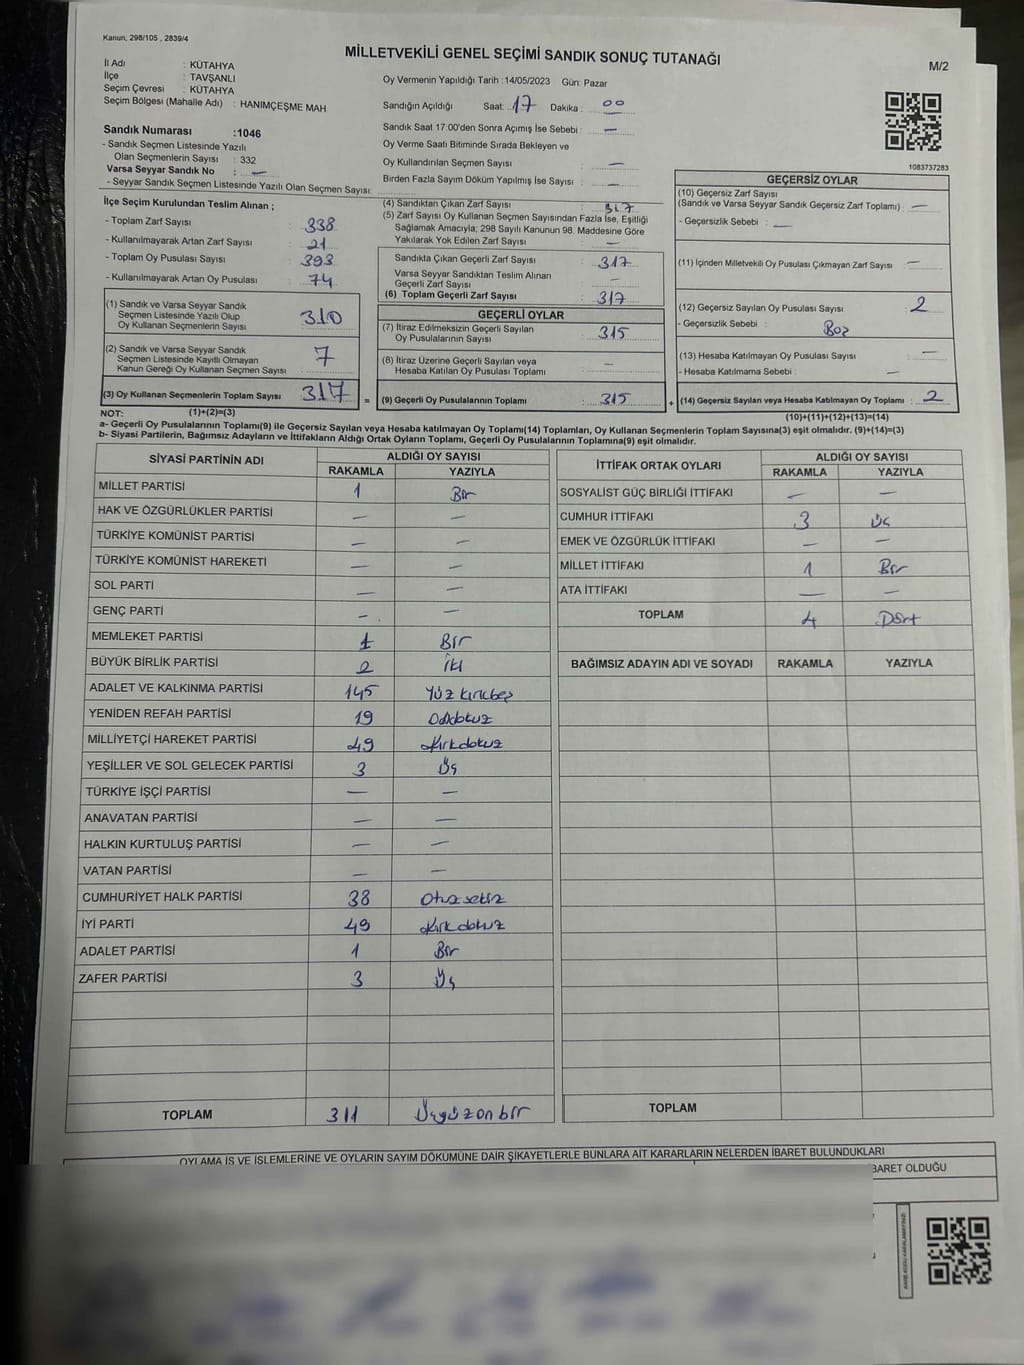 Kanun, 298/105 , 2839/4
MİLLETVEKİLİ GENEL SEÇİMİ SANDIK SONUÇ TUTANAĞI
M/2
İl Adı : KÜTAHYA
İlçe : TAVŞANLI
Seçim Çevresi : KÜTAHYA
Seçim Bölgesi (Mahalle Adı) : HANIMÇEŞME MAH
Sandık Numarası :1046
- Sandık Seçmen Listesinde Yazılı
Olan Seçmenlerin Sayısı : 332
Varsa Seyyar Sandık No : —
- Seyyar Sandık Seçmen Listesinde Yazılı Olan Seçmen Sayısı:
Oy Vermenin Yapıldığı Tarih : 14/05/2023 Gün: Pazar
Sandığın Açıldığı Saat: 17 Dakika : 00
Sandık Saat 17:00'den Sonra Açımış İse Sebebi : —
Oy Verme Saati Bitiminde Sırada Bekleyen ve
Oy Kullandırılan Seçmen Sayısı : —
Birden Fazla Sayım Döküm Yapılmış İse Sayısı : —
1083737283
İlçe Seçim Kurulundan Teslim Alınan ;
- Toplam Zarf Sayısı : 338
- Kullanılmayarak Artan Zarf Sayısı : 21
- Toplam Oy Pusulası Sayısı : 393
- Kullanılmayarak Artan Oy Pusulası : 74
(1) Sandık ve Varsa Seyyar Sandık
Seçmen Listesinde Yazılı Olup
Oy Kullanan Seçmenlerin Sayısı : 310
(2) Sandık ve Varsa Seyyar Sandık
Seçmen Listesinde Kayıtlı Olmayan
Kanun Gereği Oy Kullanan Seçmen Sayısı : 7
(3) Oy Kullanan Seçmenlerin Toplam Sayısı : 317
(4) Sandıktan Çıkan Zarf Sayısı : 317
(5) Zarf Sayısı Oy Kullanan Seçmen Sayısından Fazla İse, Eşitliği
Sağlamak Amacıyla; 298 Sayılı Kanunun 98. Maddesine Göre
Yakılarak Yok Edilen Zarf Sayısı : —
Sandıkta Çıkan Geçerli Zarf Sayısı : 317
Varsa Seyyar Sandıktan Teslim Alınan
Geçerli Zarf Sayısı : —
(6) Toplam Geçerli Zarf Sayısı : 317
GEÇERLİ OYLAR
(7) İtiraz Edilmeksizin Geçerli Sayılan
Oy Pusulalarının Sayısı : 315
(8) İtiraz Üzerine Geçerli Sayılan veya
Hesaba Katılan Oy Pusulası Toplamı : —
= (9) Geçerli Oy Pusulalarının Toplamı : 315
GEÇERSİZ OYLAR
(10) Geçersiz Zarf Sayısı
(Sandık ve Varsa Seyyar Sandık Geçersiz Zarf Toplamı) : —
- Geçersizlik Sebebi : —
(11) İçinden Milletvekili Oy Pusulası Çıkmayan Zarf Sayısı : —
(12) Geçersiz Sayılan Oy Pusulası Sayısı : 2
- Geçersizlik Sebebi : Boş
(13) Hesaba Katılmayan Oy Pusulası Sayısı : —
- Hesaba Katılmama Sebebi : —
+ (14) Geçersiz Sayılan veya Hesaba Katılmayan Oy Toplamı : 2
NOT: (1)+(2)=(3)
(10)+(11)+(12)+(13)=(14)
a- Geçerli Oy Pusulalarının Toplamı(9) ile Geçersiz Sayılan veya Hesaba katılmayan Oy Toplamı(14) Toplamları, Oy Kullanan Seçmenlerin Toplam Sayısına(3) eşit olmalıdır. (9)+(14)=(3)
b- Siyasi Partilerin, Bağımsız Adayların ve İttifakların Aldığı Ortak Oyların Toplamı, Geçerli Oy Pusulalarının Toplamına(9) eşit olmalıdır.
SİYASİ PARTİNİN ADI ALDIĞI OY SAYISI
RAKAMLA YAZIYLA
MİLLET PARTİSİ 1 Bir
HAK VE ÖZGÜRLÜKLER PARTİSİ — —
TÜRKİYE KOMÜNİST PARTİSİ — —
TÜRKİYE KOMÜNİST HAREKETİ — —
SOL PARTİ — —
GENÇ PARTİ — —
MEMLEKET PARTİSİ 1 Bir
BÜYÜK BİRLİK PARTİSİ 2 İki
ADALET VE KALKINMA PARTİSİ 145 Yüz kırkbeş
YENİDEN REFAH PARTİSİ 19 Ondokuz
MİLLİYETÇİ HAREKET PARTİSİ 49 Kırkdokuz
YEŞİLLER VE SOL GELECEK PARTİSİ 3 Üç
TÜRKİYE İŞÇİ PARTİSİ — —
ANAVATAN PARTİSİ — —
HALKIN KURTULUŞ PARTİSİ — —
VATAN PARTİSİ — —
CUMHURİYET HALK PARTİSİ 38 Otuz sekiz
İYİ PARTİ 49 Kırkdokuz
ADALET PARTİSİ 1 Bir
ZAFER PARTİSİ 3 Üç
TOPLAM 311 Üçyüz on bir
İTTİFAK ORTAK OYLARI ALDIĞI OY SAYISI
RAKAMLA YAZIYLA
SOSYALİST GÜÇ BİRLİĞİ İTTİFAKI — —
CUMHUR İTTİFAKI 3 Üç
EMEK VE ÖZGÜRLÜK İTTİFAKI — —
MİLLET İTTİFAKI 1 Bir
ATA İTTİFAKI — —
TOPLAM 4 Dört
BAĞIMSIZ ADAYIN ADI VE SOYADI RAKAMLA YAZIYLA
TOPLAM
OYLAMA İŞ VE İŞLEMLERİNE VE OYLARIN SAYIM DÖKÜMÜNE DAİR ŞİKAYETLERLE BUNLARA AİT KARARLARIN NELERDEN İBARET BULUNDUKLARI
BARET OLDUĞU